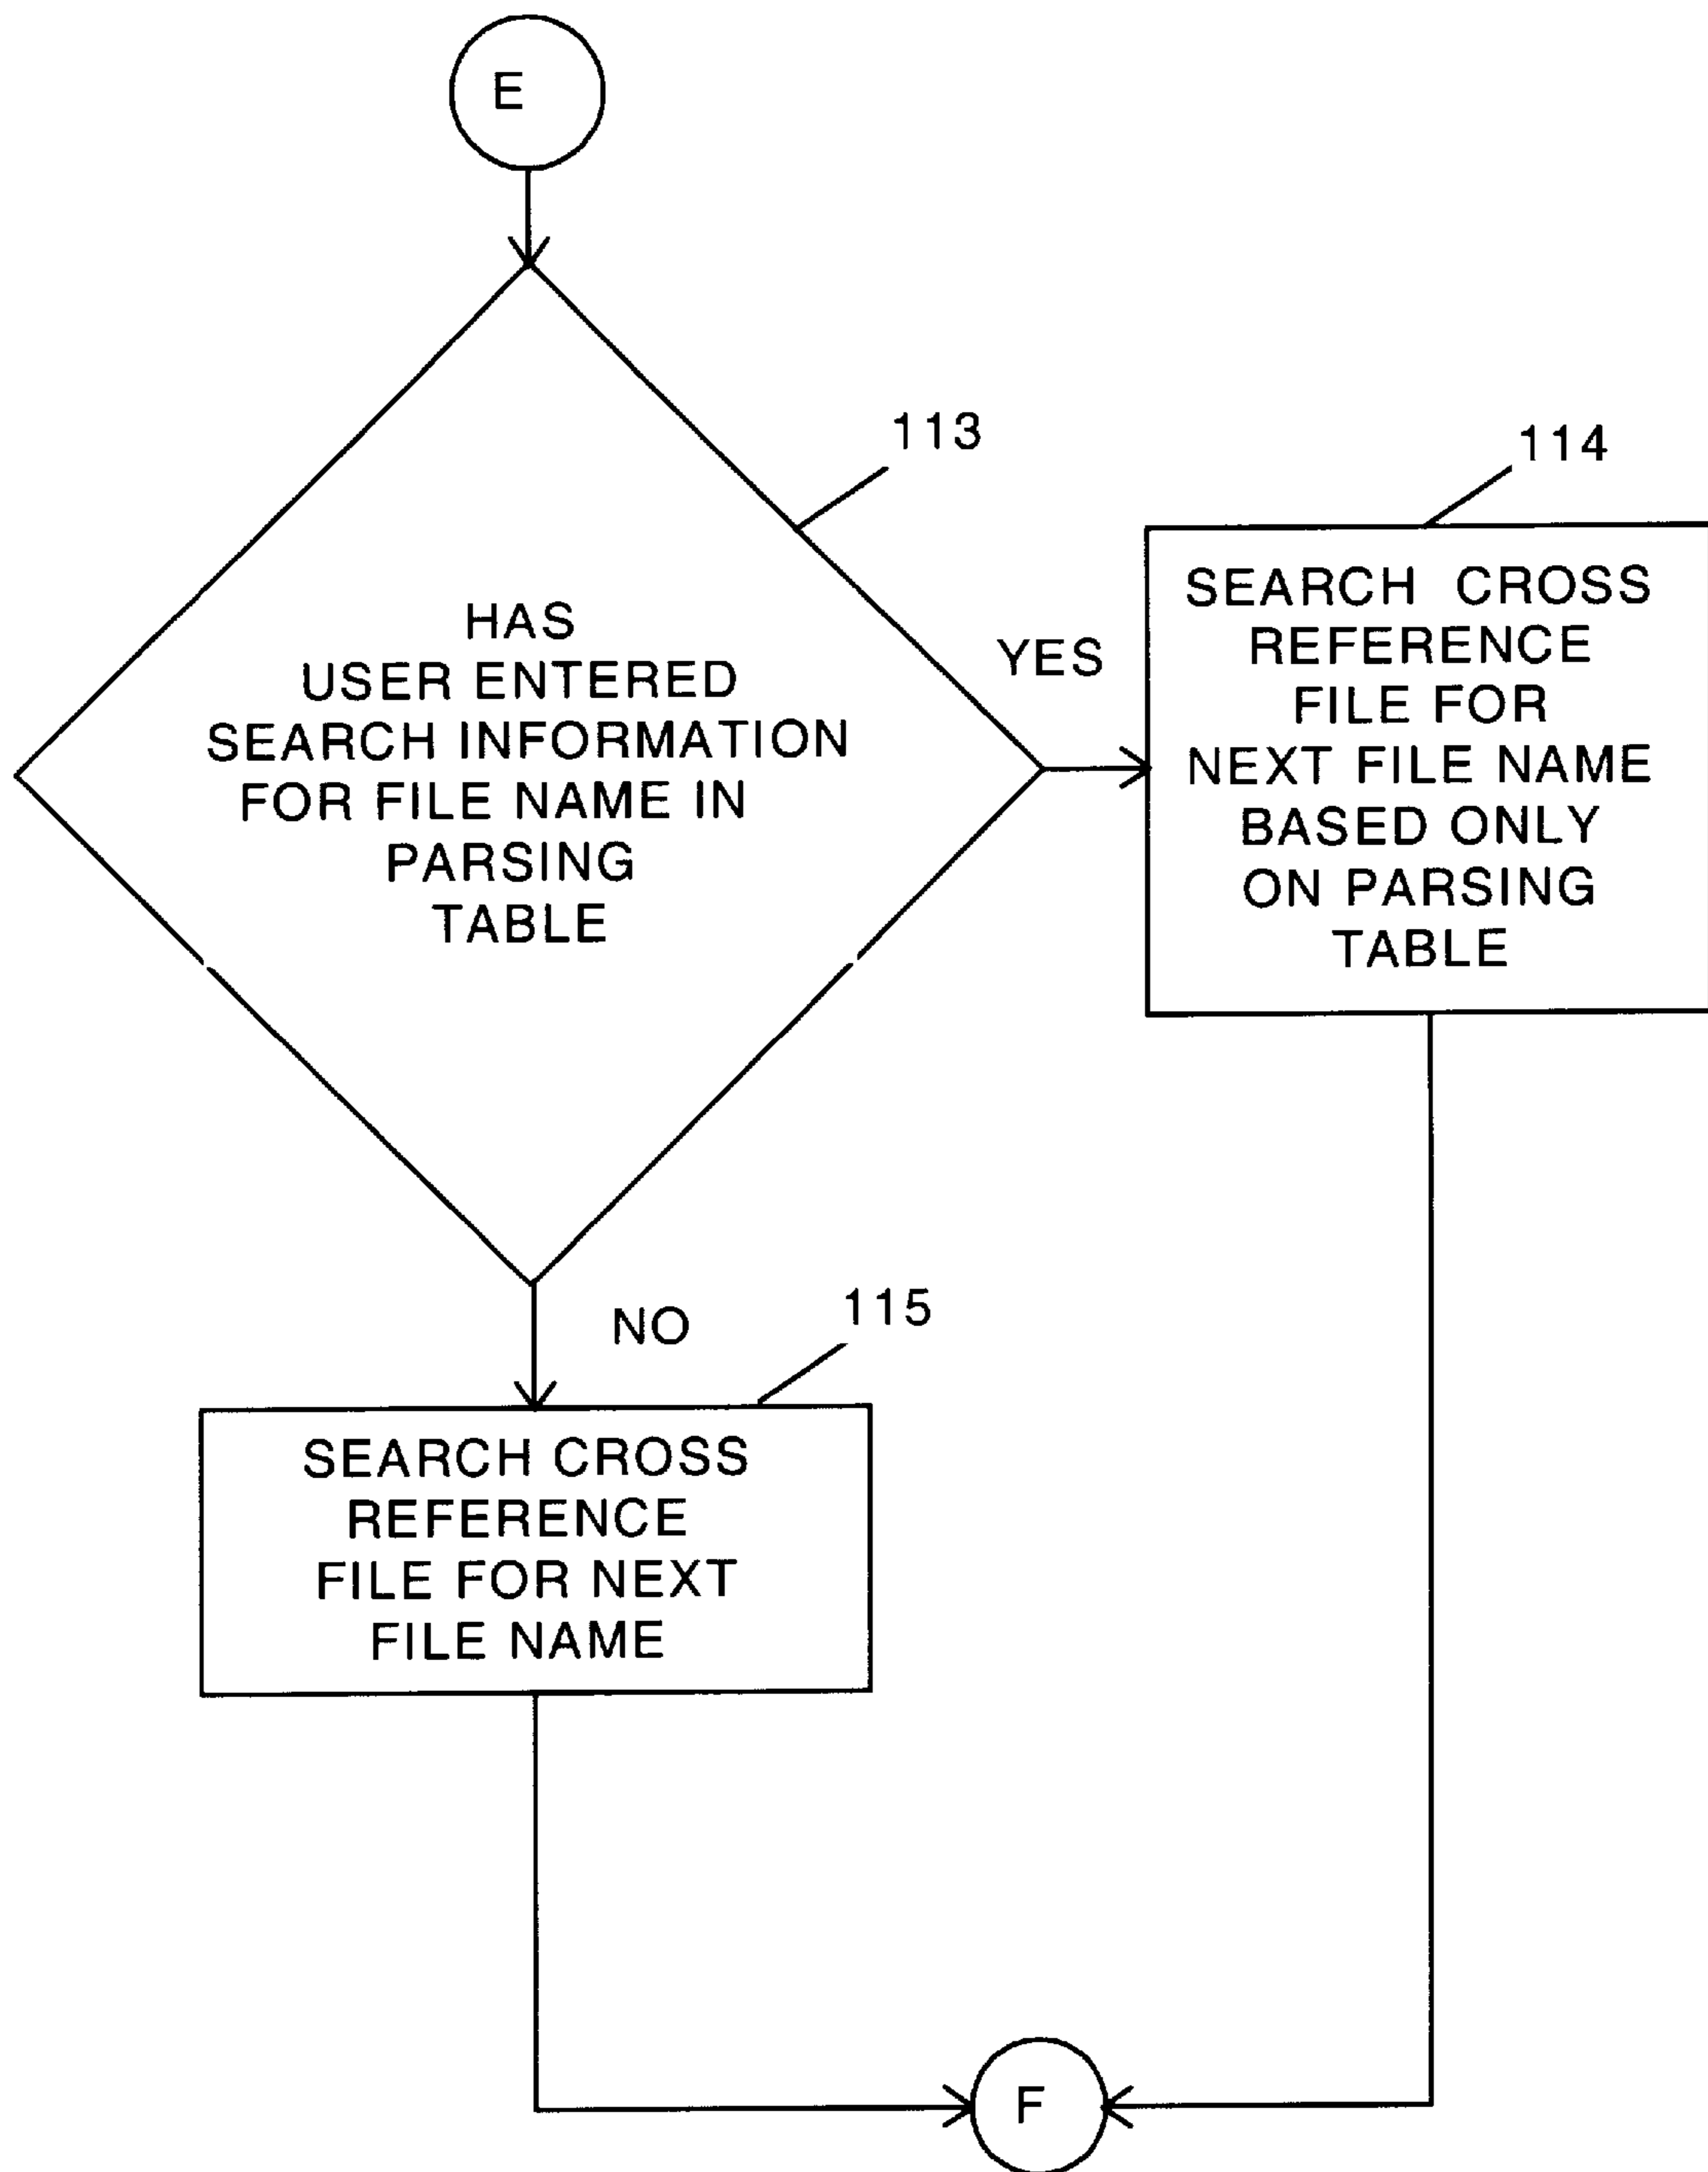 E
113
HAS
USER ENTERED
SEARCH INFORMATION
FOR FILE NAME IN
PARSING
TABLE
YES
114
SEARCH CROSS
REFERENCE
FILE FOR
NEXT FILE NAME
BASED ONLY
ON PARSING
TABLE
NO
115
SEARCH CROSS
REFERENCE
FILE FOR NEXT
FILE NAME
F